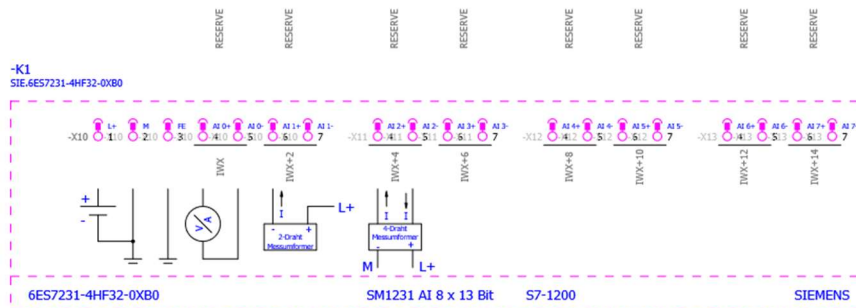 RESERVE RESERVE RESERVE RESERVE RESERVE RESERVE RESERVE RESERVE
-K1
SIE.6ES7231-4HF32-0XB0
L+ M FE AI 0+ AI 0- AI 1+ AI 1- AI 2+ AI 2- AI 3+ AI 3- AI 4+ AI 4- AI 5+ AI 5- AI 6+ AI 6- AI 7+ AI 7-
-X10 1 2 3 4 5 6 7 -X11 4 5 6 7 -X12 4 5 6 7 -X13 4 5 6 7
IWX IWX+2 IWX+4 IWX+6 IWX+8 IWX+10 IWX+12 IWX+14
+ -
V A
I
L+
- +
2-Draht
Messumformer
I I
4-Draht
Messumformer
- +
M L+
6ES7231-4HF32-0XB0 SM1231 AI 8 x 13 Bit S7-1200 SIEMENS